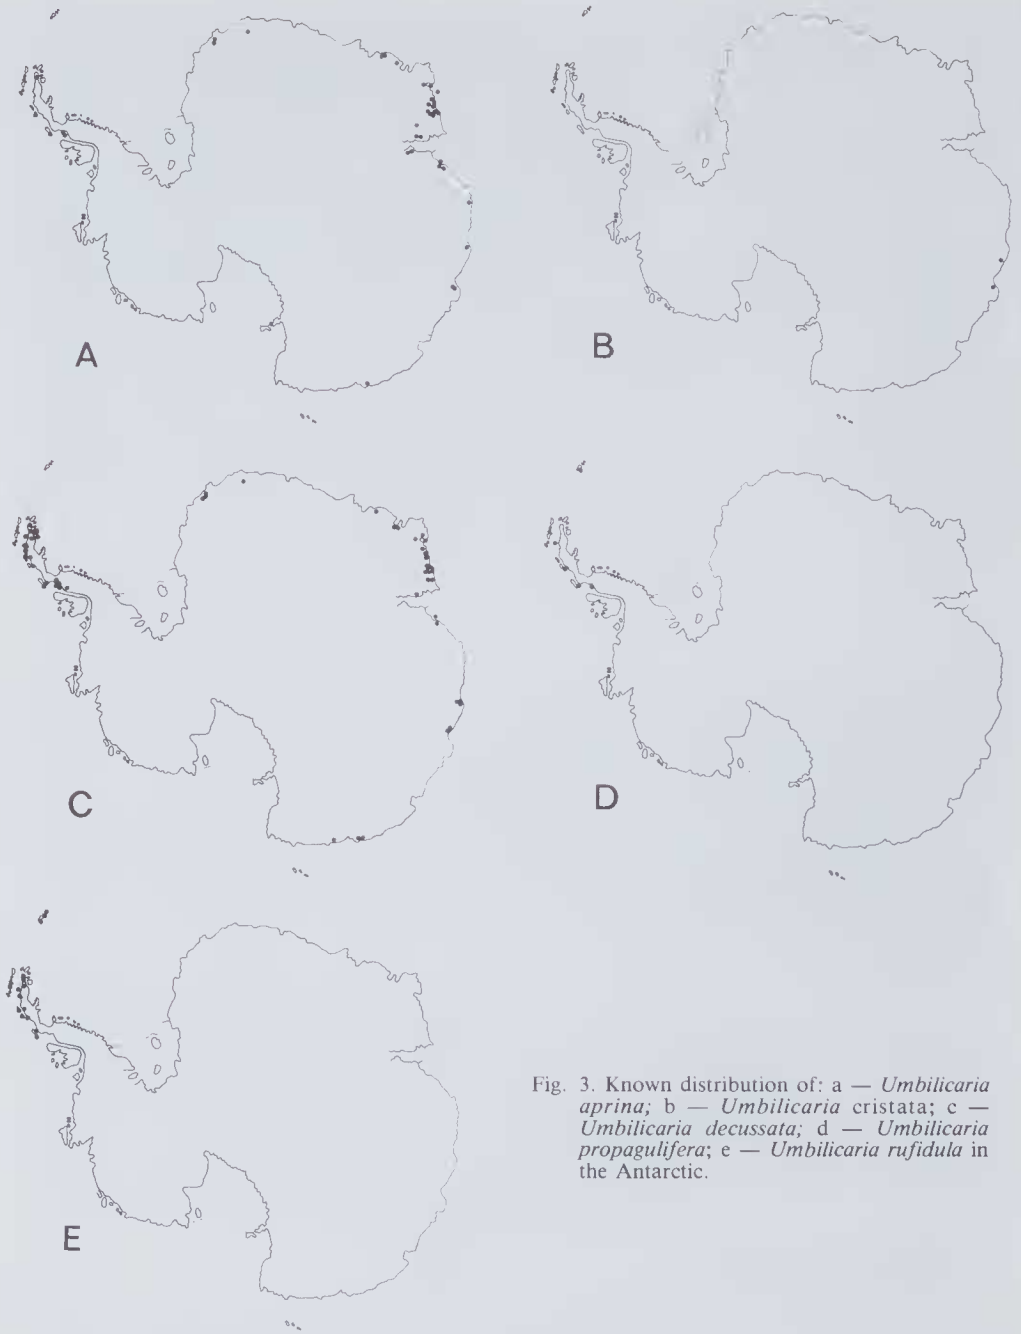 A
B
C
D
E
Fig. 3. Known distribution of: a — Umbilicaria
aprina; b — Umbilicaria cristata; c —
Umbilicaria decussata; d — Umbilicaria
propagulifera; e — Umbilicaria rufidula in
the Antarctic.